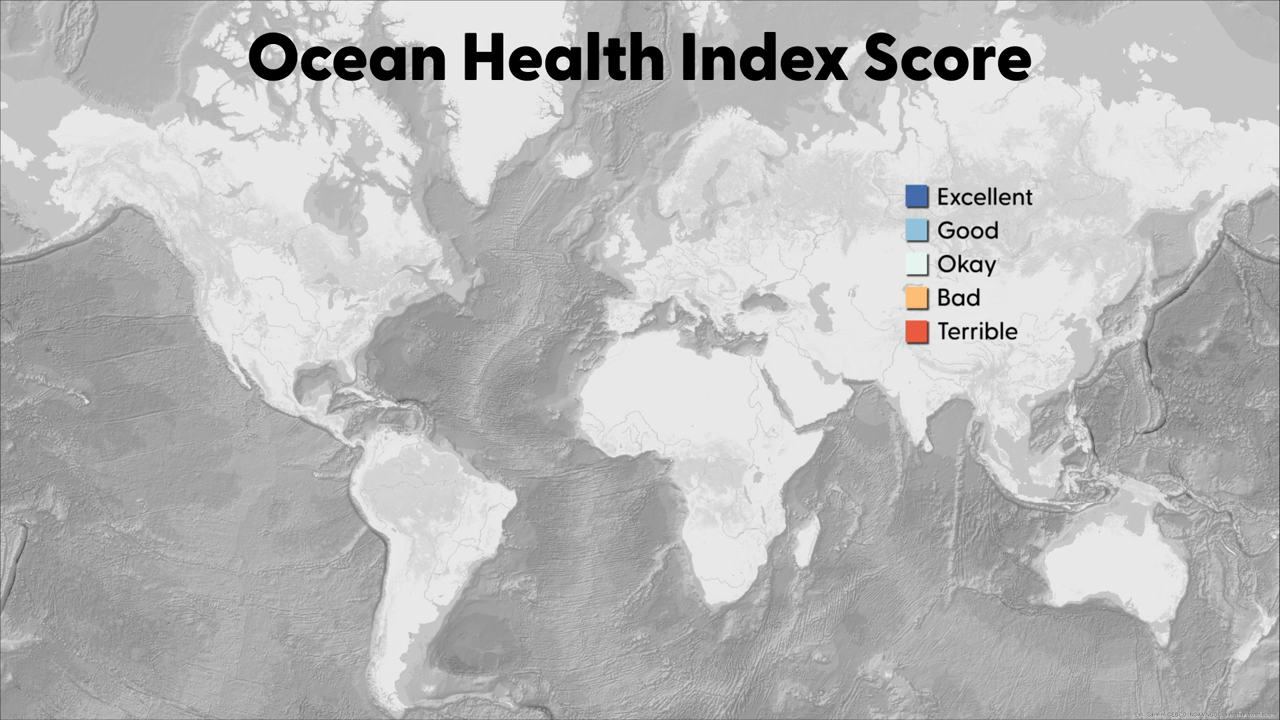 Ocean Health Index Score
Excellent
Good
Okay
Bad
Terrible